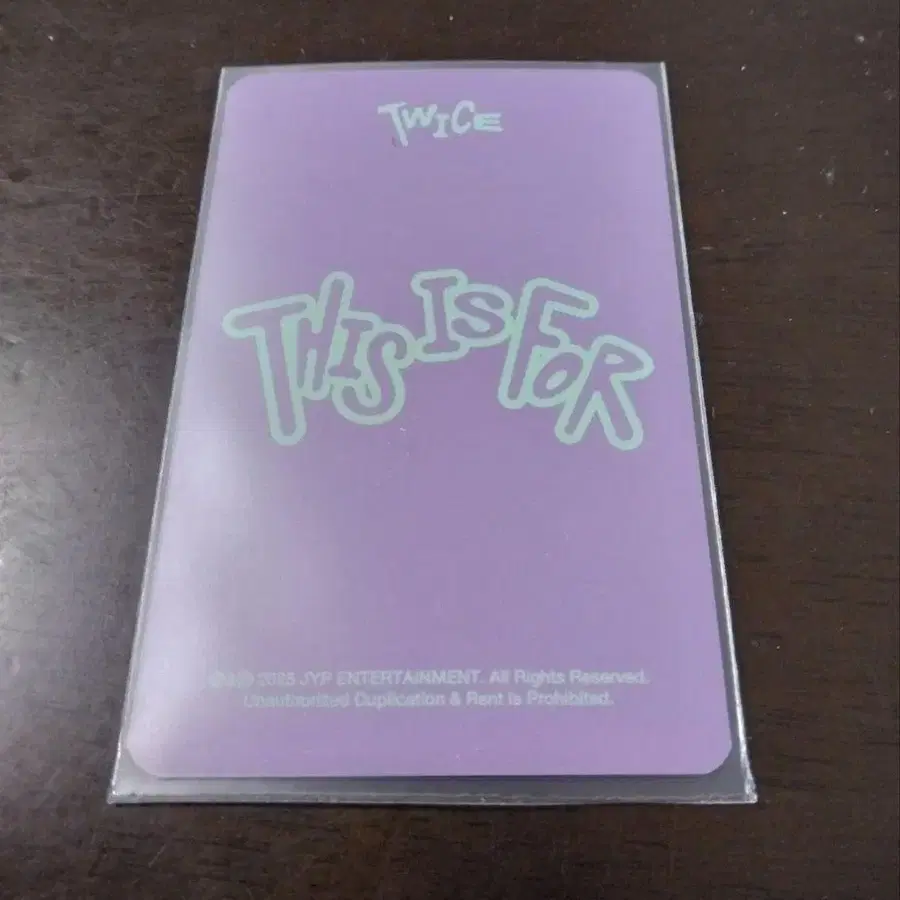 TWICE
THIS IS FOR
2025 JYP ENTERTAINMENT. All Rights Reserved.
Unauthorized Duplication & Rent is Prohibited.